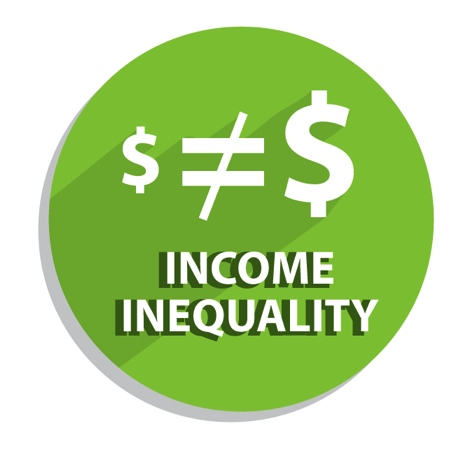 $ ≠ $
INCOME
INEQUALITY